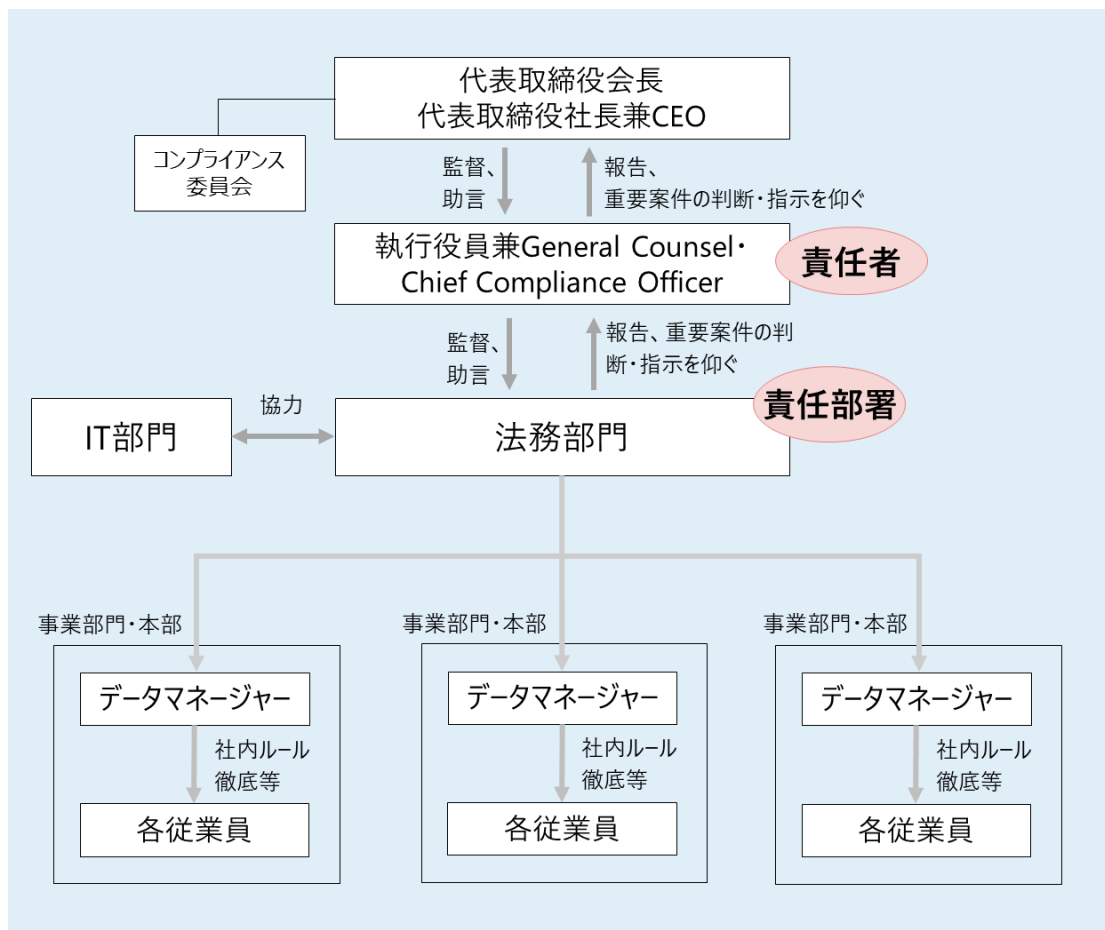 代表取締役会長
代表取締役社長兼CEO
コンプライアンス
委員会
監督、
助言
報告、
重要案件の判断・指示を仰ぐ
執行役員兼General Counsel・
Chief Compliance Officer
責任者
監督、
助言
報告、重要案件の判
断・指示を仰ぐ
責任部署
IT部門
協力
法務部門
事業部門・本部
データマネージャー
社内ルール
徹底等
各従業員
事業部門・本部
データマネージャー
社内ルール
徹底等
各従業員
事業部門・本部
データマネージャー
社内ルール
徹底等
各従業員